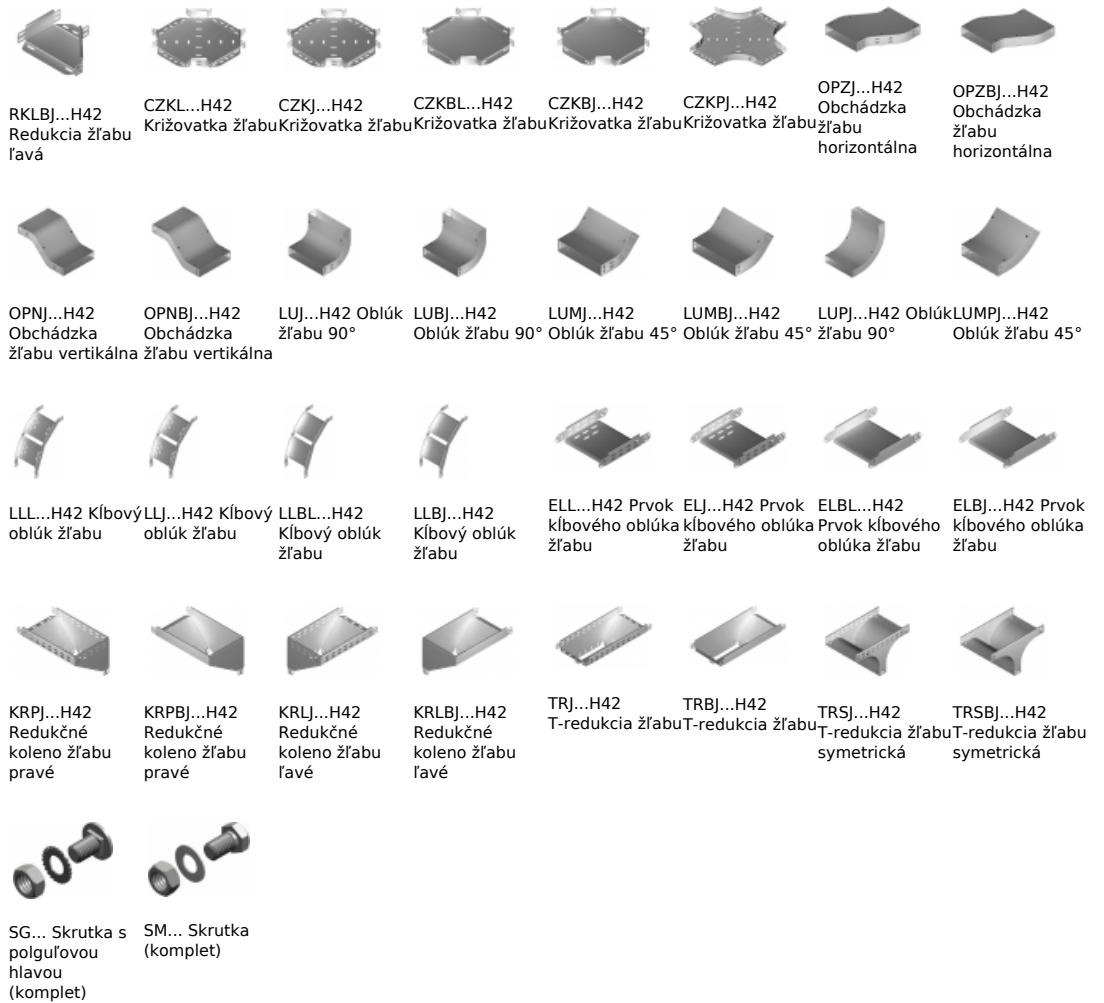 RKLBJ...H42
Redukcia žľabu
ľavá
CZKL...H42
Križovatka žľabu
CZKJ...H42
Križovatka žľabu
CZKBL...H42
Križovatka žľabu
CZKBJ...H42
Križovatka žľabu
CZKPJ...H42
Križovatka žľabu
OPZJ...H42
Obchádzka
žľabu
horizontálna
OPZBJ...H42
Obchádzka
žľabu
horizontálna
OPNJ...H42
Obchádzka
žľabu vertikálna
OPNBJ...H42
Obchádzka
žľabu vertikálna
LUJ...H42 Oblúk
žľabu 90°
LUBJ...H42
Oblúk žľabu 90°
LUMJ...H42
Oblúk žľabu 45°
LUMBJ...H42
Oblúk žľabu 45°
LUPJ...H42 Oblúk
žľabu 90°
LUMPJ...H42
Oblúk žľabu 45°
LLL...H42 Kĺbový
oblúk žľabu
LLJ...H42 Kĺbový
oblúk žľabu
LLBL...H42
Kĺbový oblúk
žľabu
LLBJ...H42
Kĺbový oblúk
žľabu
ELL...H42 Prvok
kĺbového oblúka
žľabu
ELJ...H42 Prvok
kĺbového oblúka
žľabu
ELBL...H42
Prvok kĺbového
oblúka žľabu
ELBJ...H42 Prvok
kĺbového oblúka
žľabu
KRPJ...H42
Redukčné
koleno žľabu
pravé
KRPBJ...H42
Redukčné
koleno žľabu
pravé
KRLJ...H42
Redukčné
koleno žľabu
ľavé
KRLBJ...H42
Redukčné
koleno žľabu
ľavé
TRJ...H42
T-redukcia žľabu
TRBJ...H42
T-redukcia žľabu
TRSJ...H42
T-redukcia žľabu
symetrická
TRSBJ...H42
T-redukcia žľabu
symetrická
SG... Skrutka s
polguľovou
hlavou
(komplet)
SM... Skrutka
(komplet)